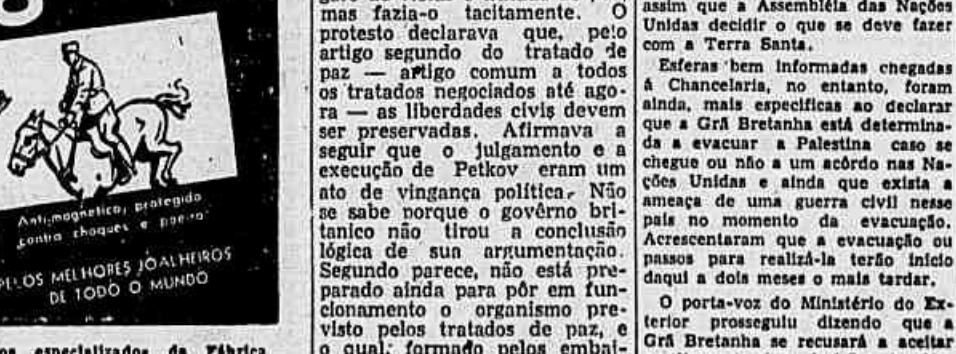 Anti-magnetico, protegido
contra choques e
PELOS MELHORES JOALHEIROS
DE TODO O MUNDO
especializados da Fábrica
mas fazia-o tacitamente. O
protesto declarava que, pelo
artigo segundo do tratado de
paz — artigo comum a todos
os tratados negociados até ago-
ra — as liberdades civis devem
ser preservadas. Afirmava a
seguir que o julgamento e a
execução de Petkov eram um
ato de vingança política. Não
se sabe porque o govêrno bri-
tanico não tirou a conclusão
lógica de sua argumentação.
Segundo parece, não está pre-
parado ainda para pôr em fun-
cionamento o organismo pre-
visto pelos tratados de paz, e
o qual, formado pelos embai-
assim que a Assembléia das Nações
Unidas decidir o que se deve fazer
com a Terra Santa.
Esferas bem informadas chegadas
á Chancelaria, no entanto, foram
ainda, mais especificas ao declarar
que a Grã Bretanha está determina-
da a evacuar a Palestina caso se
chegue ou não a um acôrdo nas Na-
ções Unidas e ainda que exista a
ameaça de uma guerra civil nesse
pais no momento da evacuação.
Acrescentaram que a evacuação ou
passos para realizá-la terão inicio
daqui a dois meses o mais tardar.
O porta-voz do Ministério do Ex-
terior prosseguiu dizendo que a
Grã Bretanha se recusará a aceitar